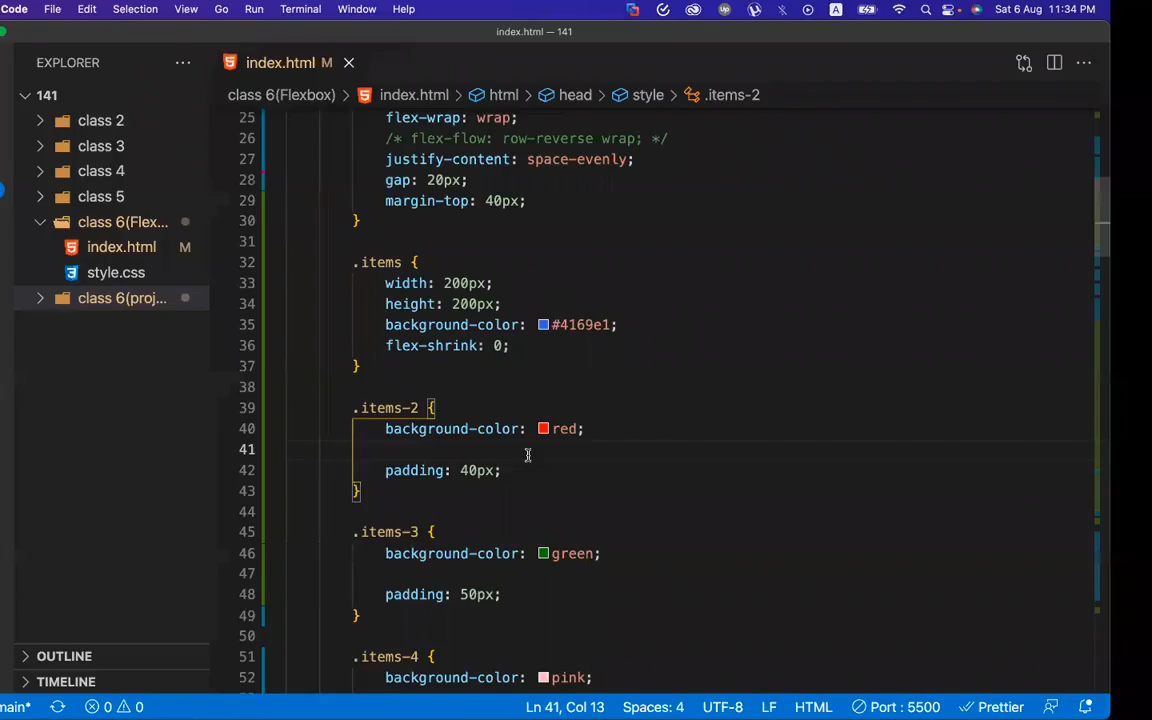 Code File Edit Selection View Go Run Terminal Window Help Up A Sat 6 Aug 11:34 PM
index.html — 141
EXPLORER ...
index.html M
141
class 6(Flexbox) > index.html > html > head > style > .items-2
class 2
class 3
class 4
class 5
class 6(Flex...
index.html M
style.css
class 6(proj...
OUTLINE
TIMELINE
25 flex-wrap: wrap;
26 /* flex-flow: row-reverse wrap; */
27 justify-content: space-evenly;
28 gap: 20px;
29 margin-top: 40px;
30 }
31
32 .items {
33 width: 200px;
34 height: 200px;
35 background-color: #4169e1;
36 flex-shrink: 0;
37 }
38
39 .items-2 {
40 background-color: red;
41
42 padding: 40px;
43 }
44
45 .items-3 {
46 background-color: green;
47
48 padding: 50px;
49 }
50
51 .items-4 {
52 background-color: pink;
main* 0 0 Ln 41, Col 13 Spaces: 4 UTF-8 LF HTML Port : 5500 Prettier